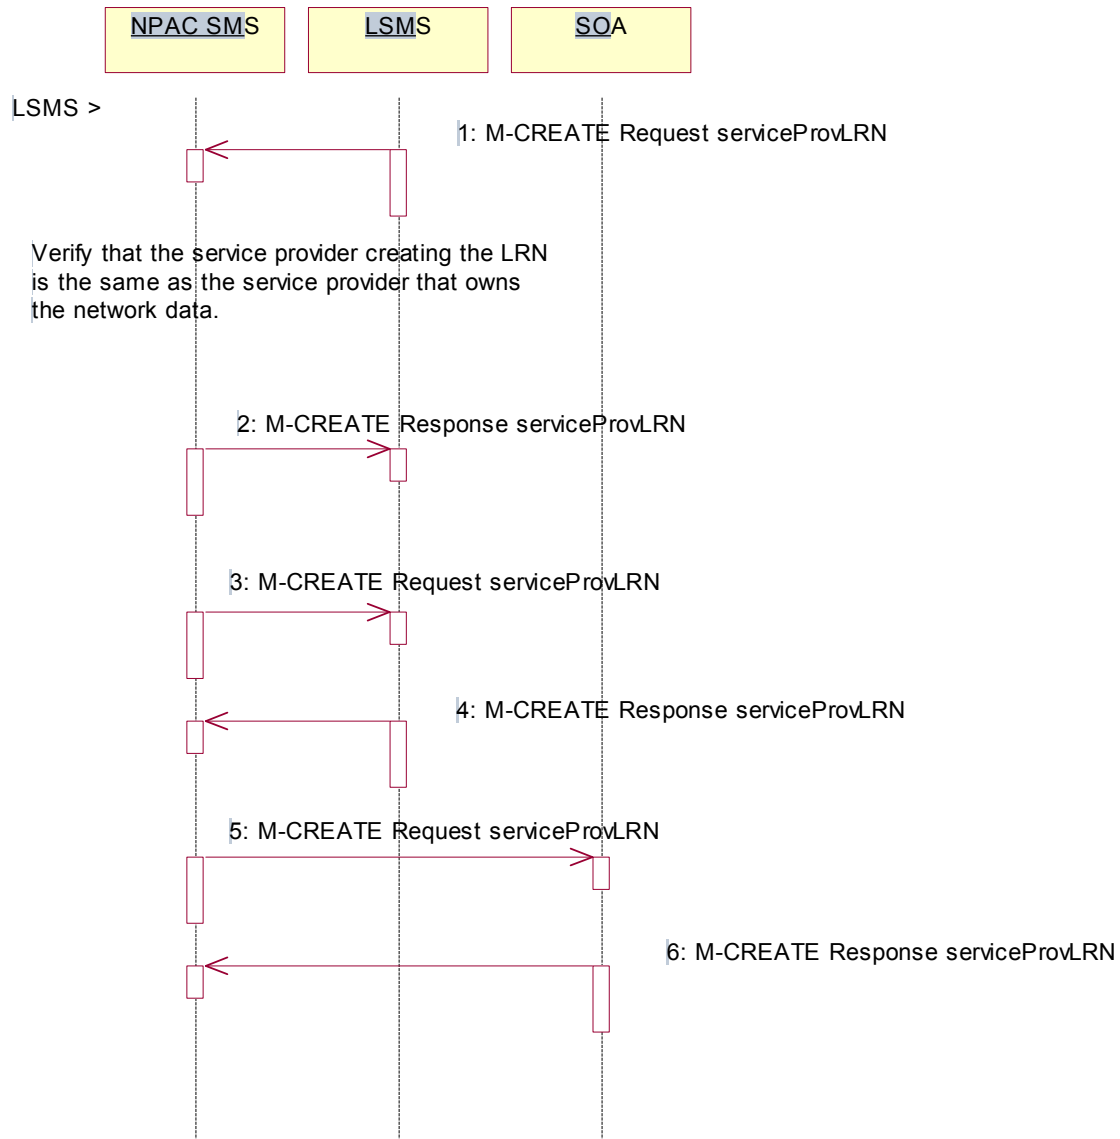 NPAC SMS
LSMS
SOA
LSMS >
1: M-CREATE Request serviceProvLRN
Verify that the service provider creating the LRN
is the same as the service provider that owns
the network data.
2: M-CREATE Response serviceProvLRN
3: M-CREATE Request serviceProvLRN
4: M-CREATE Response serviceProvLRN
5: M-CREATE Request serviceProvLRN
6: M-CREATE Response serviceProvLRN